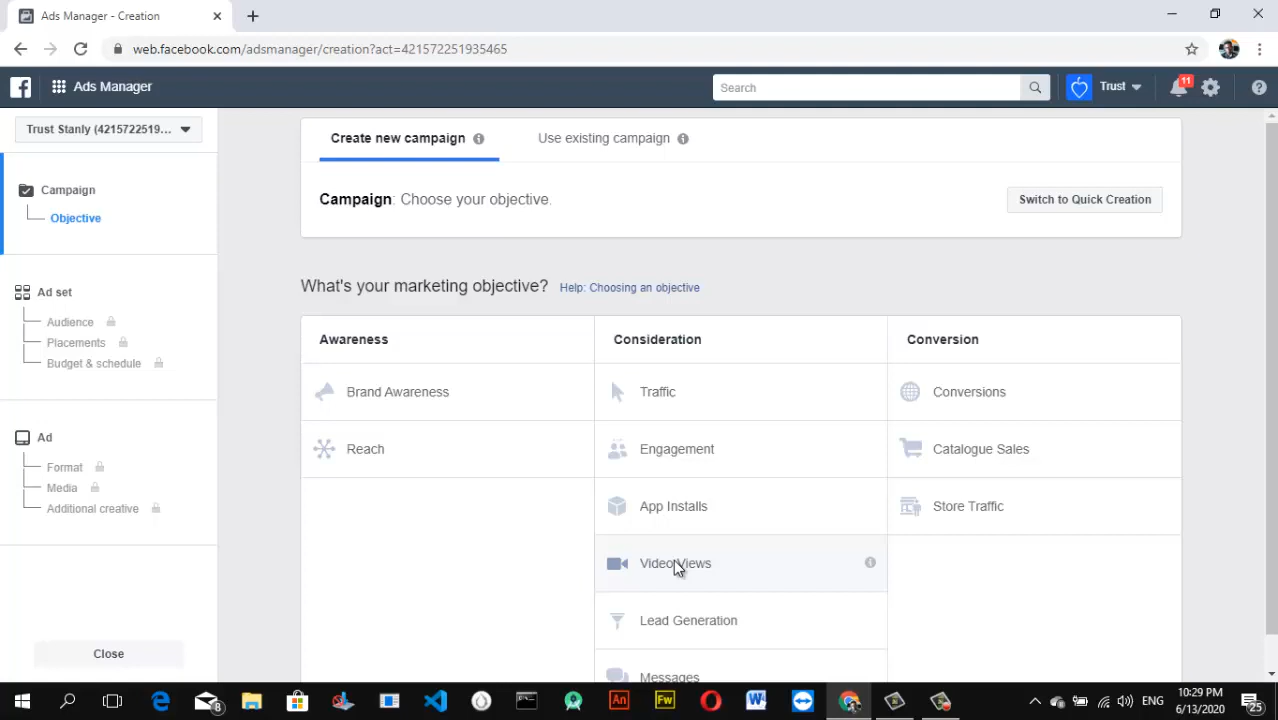 Ads Manager - Creation
web.facebook.com/adsmanager/creation?act=421572251935465
Ads Manager
Search
Trust
11
Trust Stanly (4215722519...
Campaign
Objective
Ad set
Audience
Placements
Budget & schedule
Ad
Format
Media
Additional creative
Close
Create new campaign
Use existing campaign
Campaign: Choose your objective.
Switch to Quick Creation
What's your marketing objective? Help: Choosing an objective
Awareness
Consideration
Conversion
Brand Awareness
Traffic
Conversions
Reach
Engagement
Catalogue Sales
App Installs
Store Traffic
Video Views
Lead Generation
Messages
8
An
Fw
W
ENG
10:29 PM
6/13/2020
25